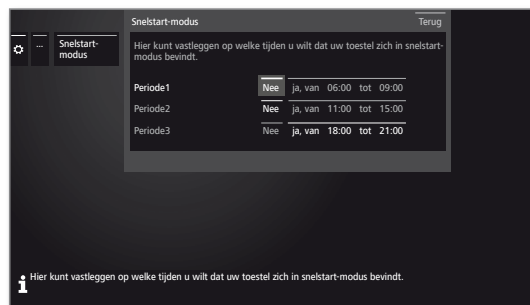 Snelstart-modus Terug
... Snelstart-
modus
Hier kunt vastleggen op welke tijden u wilt dat uw toestel zich in snelstart-
modus bevindt.
Periode1 Nee ja, van 06:00 tot 09:00
Periode2 Nee ja, van 11:00 tot 15:00
Periode3 Nee ja, van 18:00 tot 21:00
Hier kunt vastleggen op welke tijden u wilt dat uw toestel zich in snelstart-modus bevindt.